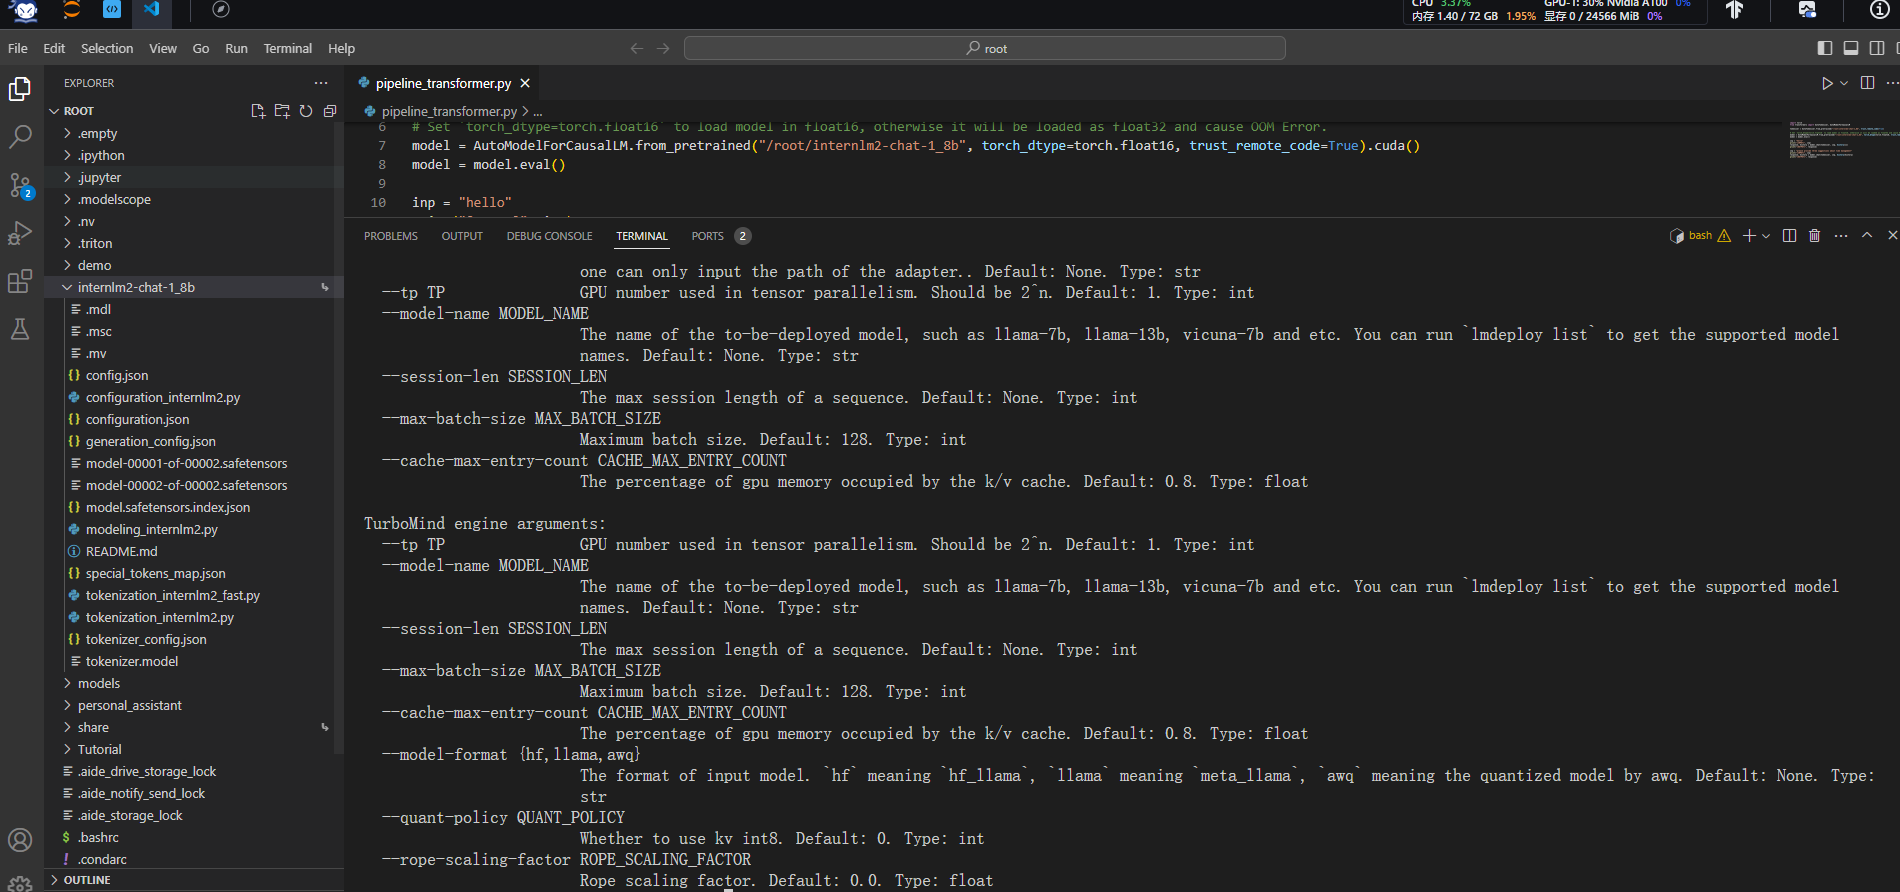 CPU 3.37% GPU-1: 30% Nvidia A100 0%
内存 1.40 / 72 GB 1.95% 显存 0 / 24566 MiB 0%
File Edit Selection View Go Run Terminal Help
root
EXPLORER
ROOT
.empty
.ipython
.jupyter
.modelscope
.nv
.triton
demo
internlm2-chat-1_8b
.mdl
.msc
.mv
config.json
configuration_internlm2.py
configuration.json
generation_config.json
model-00001-of-00002.safetensors
model-00002-of-00002.safetensors
model.safetensors.index.json
modeling_internlm2.py
README.md
special_tokens_map.json
tokenization_internlm2_fast.py
tokenization_internlm2.py
tokenizer_config.json
tokenizer.model
models
personal_assistant
share
Tutorial
.aide_drive_storage_lock
.aide_notify_send_lock
.aide_storage_lock
.bashrc
.condarc
OUTLINE
2
pipeline_transformer.py
pipeline_transformer.py > ...
6 # Set `torch_dtype=torch.float16` to load model in float16, otherwise it will be loaded as float32 and cause OOM Error.
7 model = AutoModelForCausalLM.from_pretrained("/root/internlm2-chat-1_8b", torch_dtype=torch.float16, trust_remote_code=True).cuda()
8 model = model.eval()
9
10 inp = "hello"
PROBLEMS OUTPUT DEBUG CONSOLE TERMINAL PORTS 2
bash
one can only input the path of the adapter.. Default: None. Type: str
--tp TP GPU number used in tensor parallelism. Should be 2^n. Default: 1. Type: int
--model-name MODEL_NAME
The name of the to-be-deployed model, such as llama-7b, llama-13b, vicuna-7b and etc. You can run `lmdeploy list` to get the supported model
names. Default: None. Type: str
--session-len SESSION_LEN
The max session length of a sequence. Default: None. Type: int
--max-batch-size MAX_BATCH_SIZE
Maximum batch size. Default: 128. Type: int
--cache-max-entry-count CACHE_MAX_ENTRY_COUNT
The percentage of gpu memory occupied by the k/v cache. Default: 0.8. Type: float
TurboMind engine arguments:
--tp TP GPU number used in tensor parallelism. Should be 2^n. Default: 1. Type: int
--model-name MODEL_NAME
The name of the to-be-deployed model, such as llama-7b, llama-13b, vicuna-7b and etc. You can run `lmdeploy list` to get the supported model
names. Default: None. Type: str
--session-len SESSION_LEN
The max session length of a sequence. Default: None. Type: int
--max-batch-size MAX_BATCH_SIZE
Maximum batch size. Default: 128. Type: int
--cache-max-entry-count CACHE_MAX_ENTRY_COUNT
The percentage of gpu memory occupied by the k/v cache. Default: 0.8. Type: float
--model-format {hf,llama,awq}
The format of input model. `hf` meaning `hf_llama`, `llama` meaning `meta_llama`, `awq` meaning the quantized model by awq. Default: None. Type:
str
--quant-policy QUANT_POLICY
Whether to use kv int8. Default: 0. Type: int
--rope-scaling-factor ROPE_SCALING_FACTOR
Rope scaling factor. Default: 0.0. Type: float